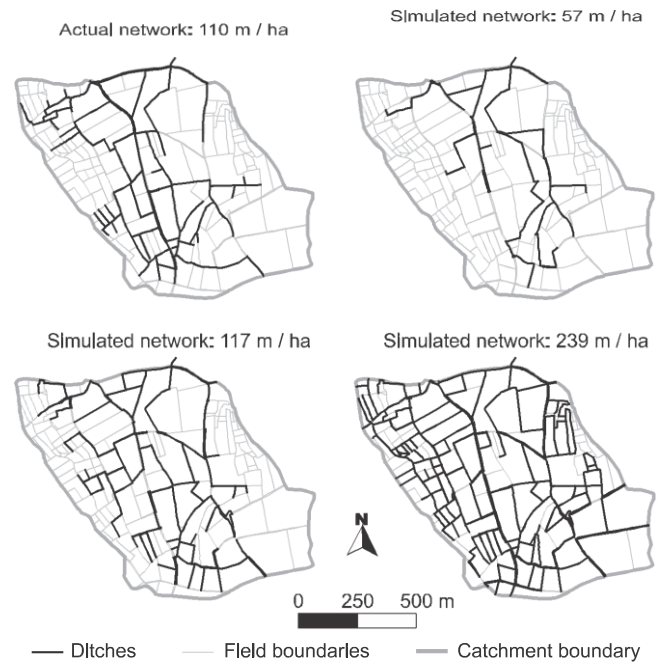 Actual network: 110 m / ha
Simulated network: 57 m / ha
Simulated network: 117 m / ha
Simulated network: 239 m / ha
N
0 250 500 m
Ditches Field boundaries Catchment boundary